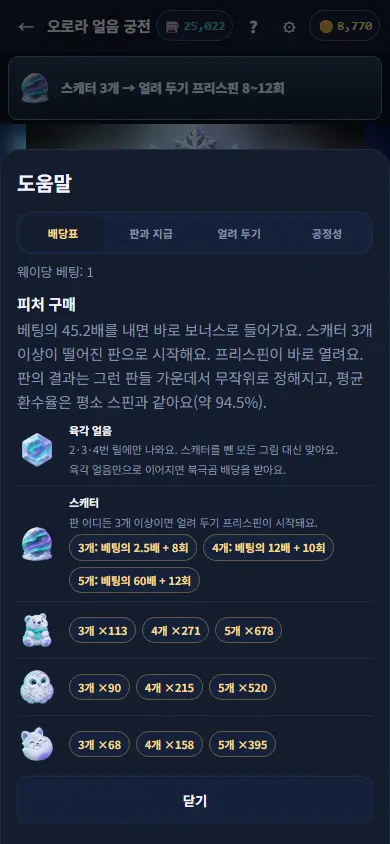 ← 오로라 얼음 궁전 25,022 ? 8,770
스캐터 3개 → 얼려 두기 프리스핀 8~12회
도움말
배당표 판과 지급 얼려 두기 공정성
웨이당 베팅: 1
피처 구매
베팅의 45.2배를 내면 바로 보너스로 들어가요. 스캐터 3개
이상이 떨어진 판으로 시작해요. 프리스핀이 바로 열려요.
판의 결과는 그런 판들 가운데서 무작위로 정해지고, 평균
환수율은 평소 스핀과 같아요(약 94.5%).
육각 얼음
2·3·4번 릴에만 나와요. 스캐터를 뺀 모든 그림 대신 맞아요.
육각 얼음만으로 이어지면 북극곰 배당을 받아요.
스캐터
판 어디든 3개 이상이면 얼려 두기 프리스핀이 시작돼요.
3개: 베팅의 2.5배 + 8회 4개: 베팅의 12배 + 10회
5개: 베팅의 60배 + 12회
3개 ×113 4개 ×271 5개 ×678
3개 ×90 4개 ×215 5개 ×520
3개 ×68 4개 ×158 5개 ×395
닫기